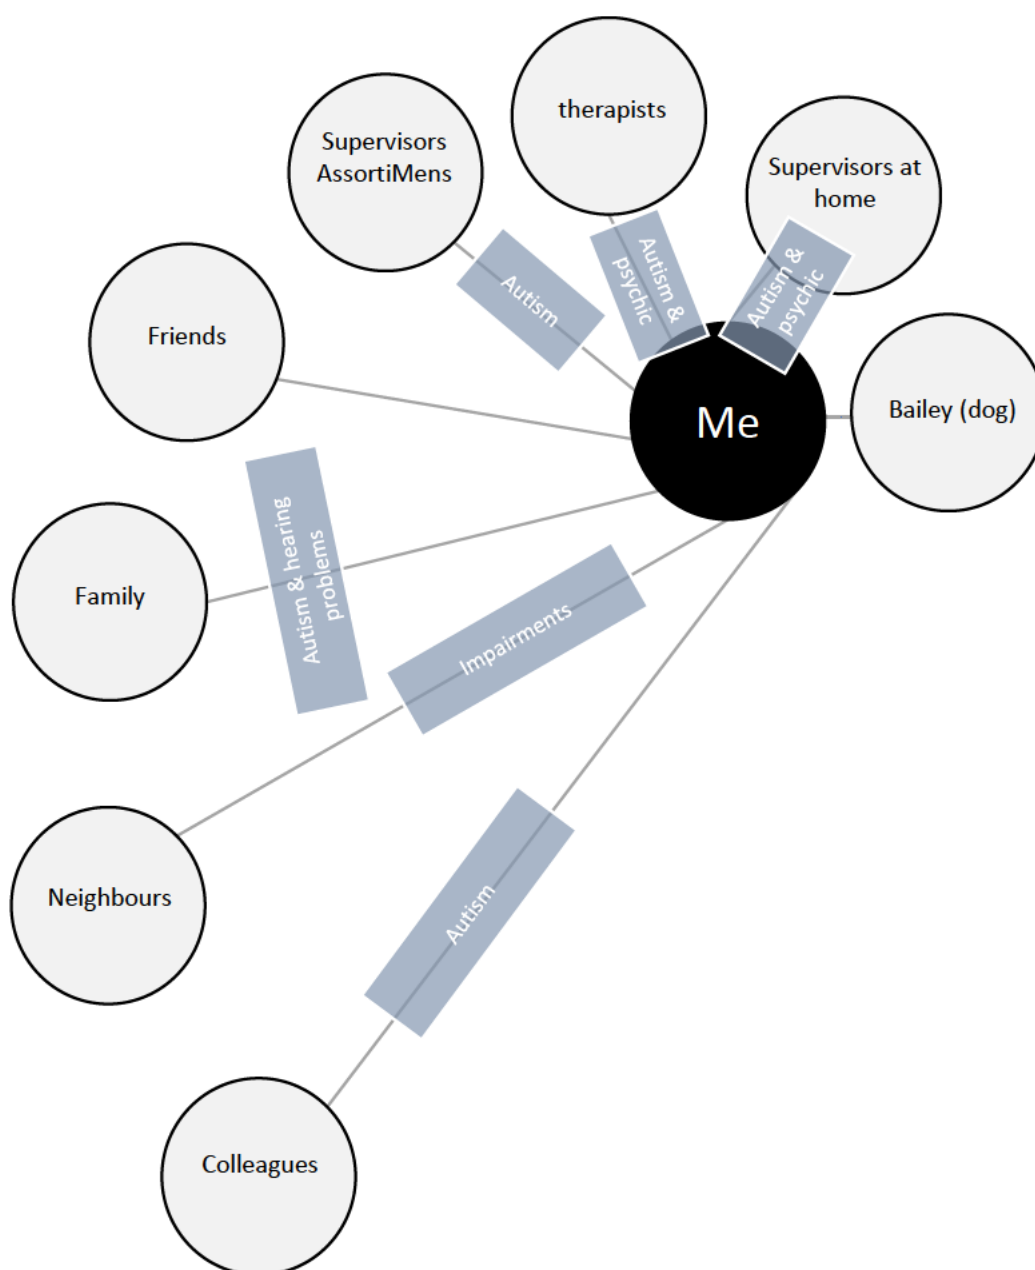 therapists
Supervisors
AssortiMens
Supervisors at
home
Autism &
psychic
Autism &
psychic
Autism
Friends
Me
Bailey (dog)
Autism & hearing
problems
Family
Impairments
Neighbours
Autism
Colleagues